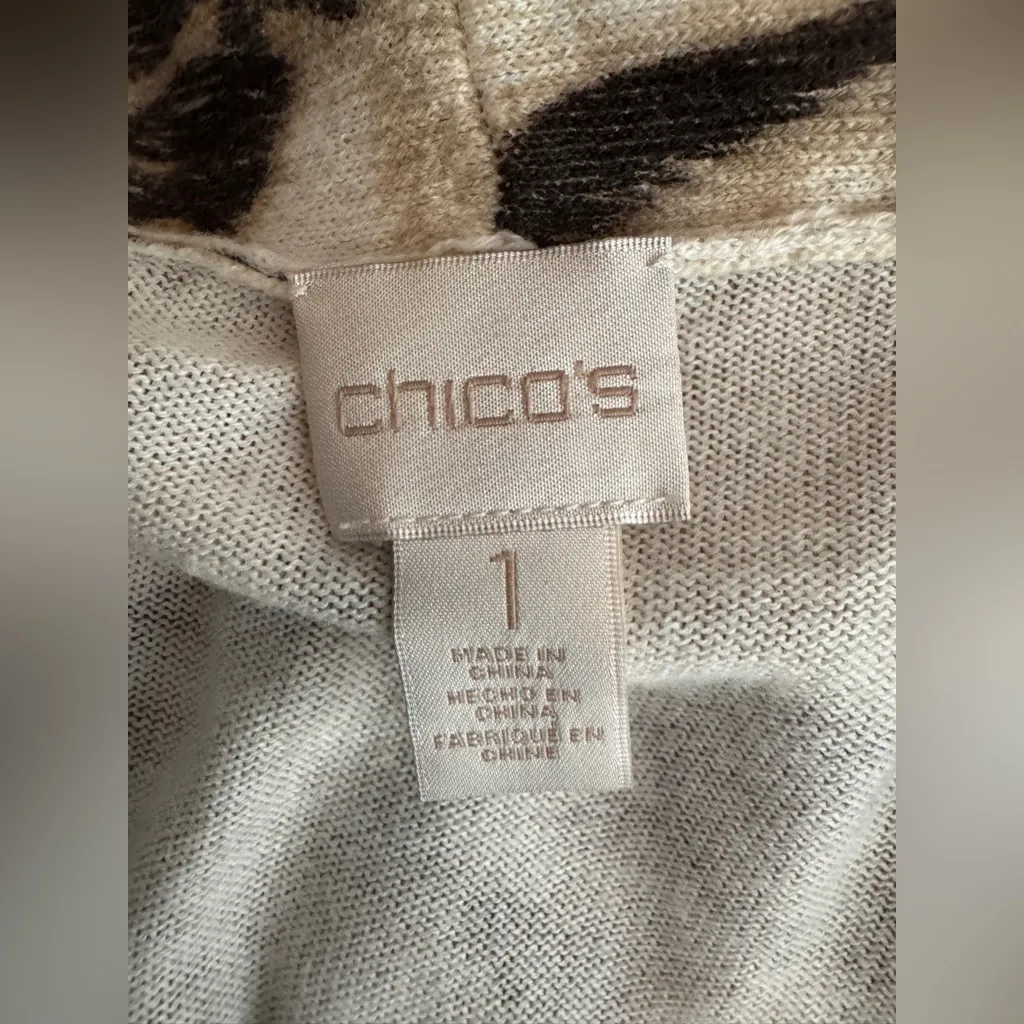 chico's
1
MADE IN
CHINA
HECHO EN
CHINA
FABRIQUÉ EN
CHINE